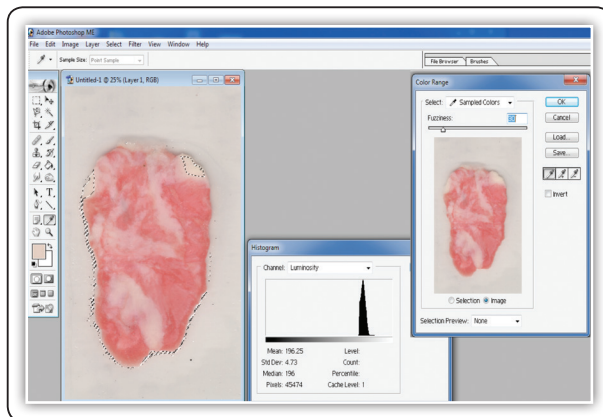 Adobe Photoshop ME
File Edit Image Layer Select Filter View Window Help
Sample Size: Point Sample
File Browser Brushes
Untitled-1 @ 25% (Layer 1, RGB)
Color Range
Select: Sampled Colors
OK
Fuzziness: 30
Cancel
Load...
Save...
Invert
Selection Image
Selection Preview: None
Histogram
Channel: Luminosity
Mean: 196.25 Level:
Std Dev: 4.73 Count:
Median: 196 Percentile:
Pixels: 45474 Cache Level: 1